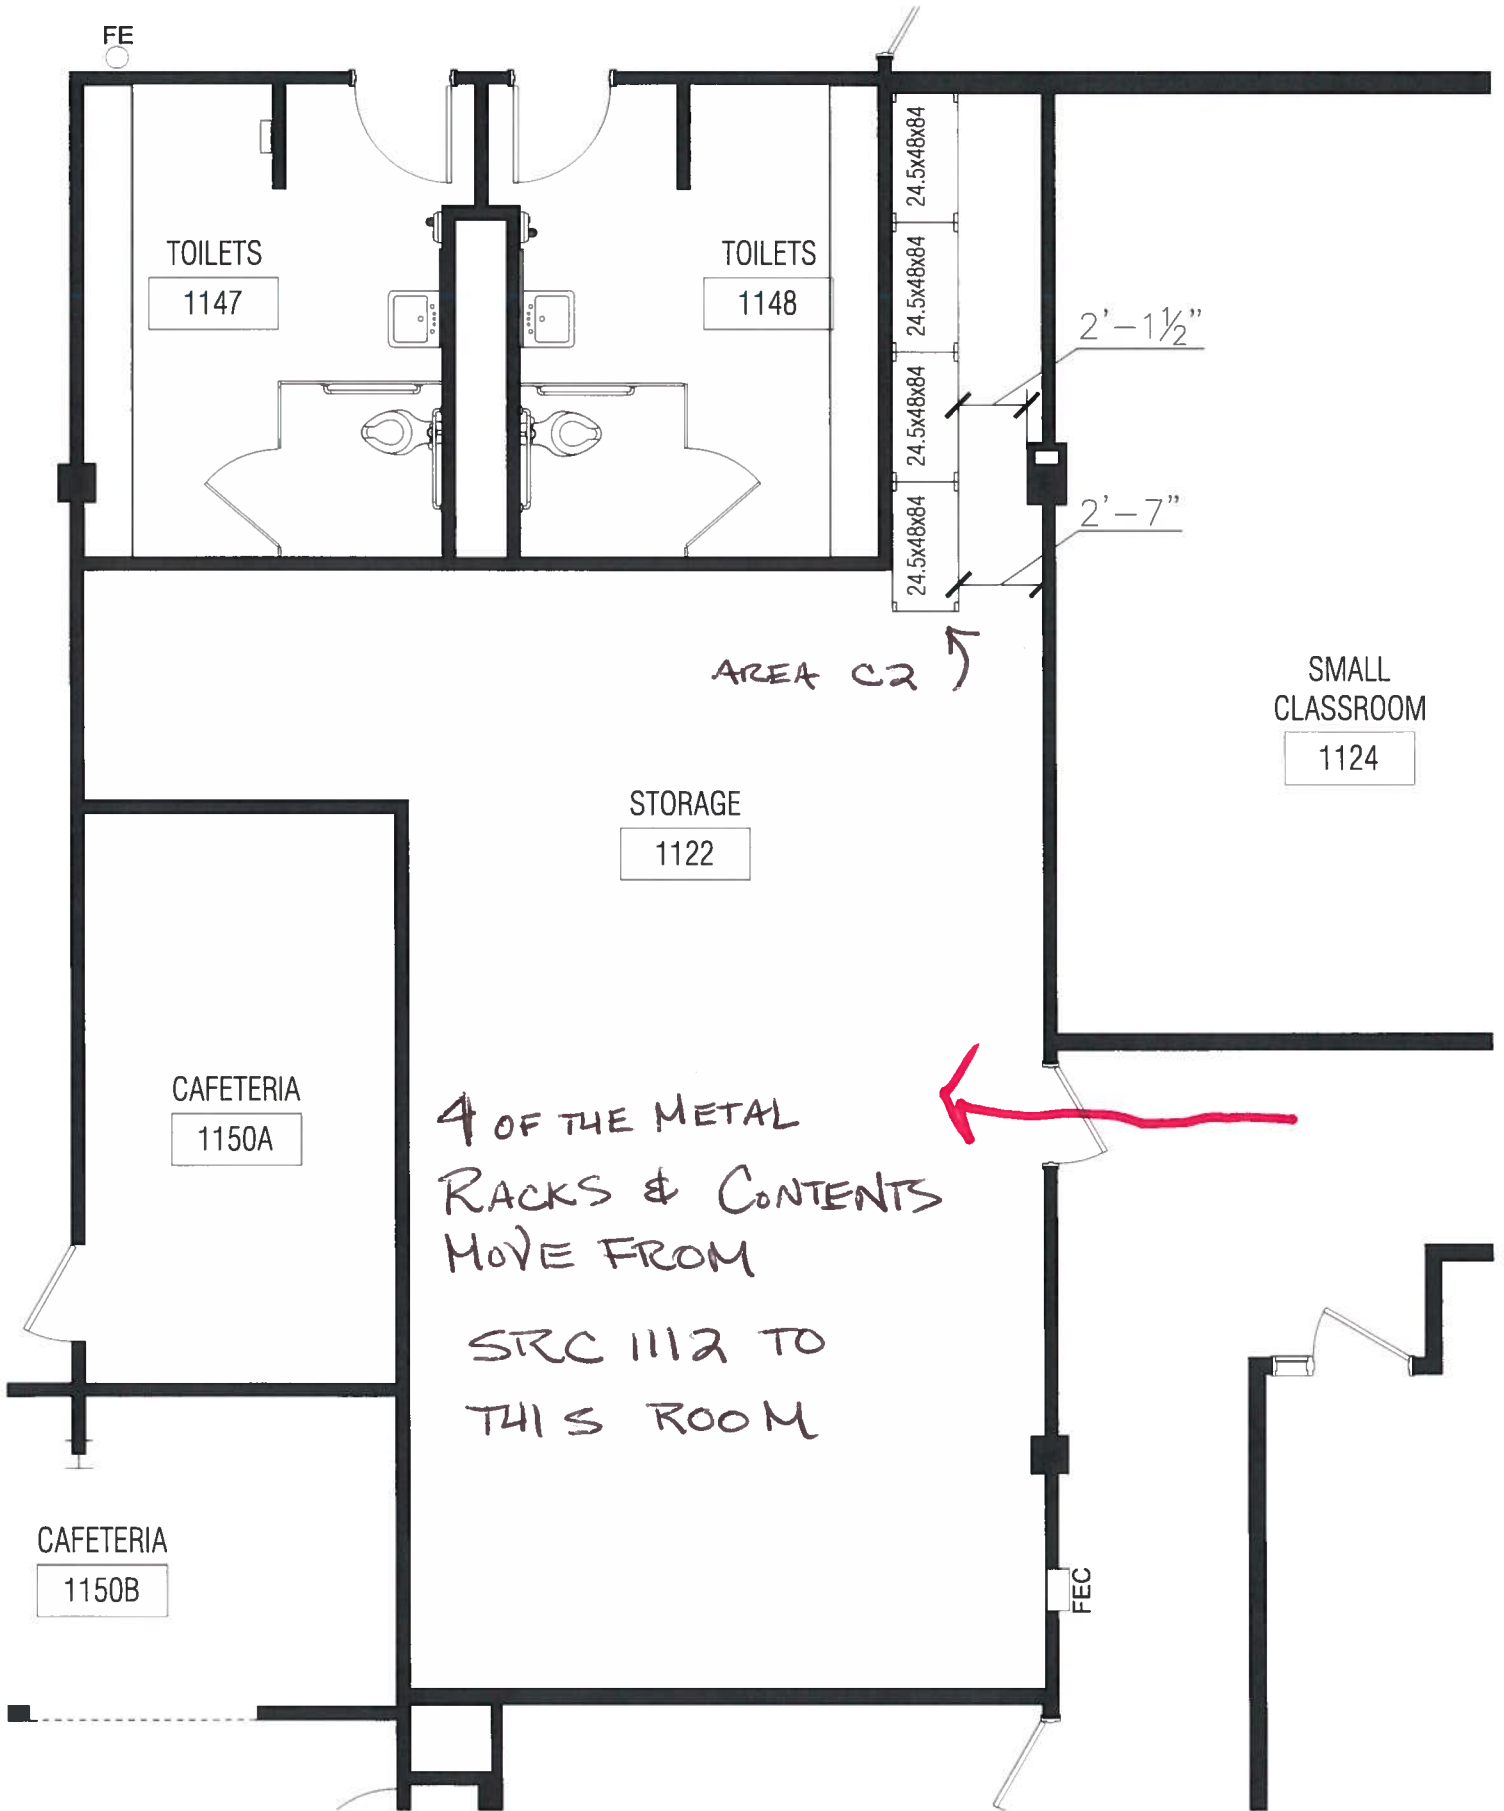 FE
TOILETS
1147
TOILETS
1148
24.5x48x84
24.5x48x84
24.5x48x84
24.5x48x84
2'-1½"
2'-7"
AREA C2
SMALL
CLASSROOM
1124
STORAGE
1122
CAFETERIA
1150A
4 OF THE METAL
RACKS & CONTENTS
MOVE FROM
SRC 1112 TO
THIS ROOM
CAFETERIA
1150B
FEC